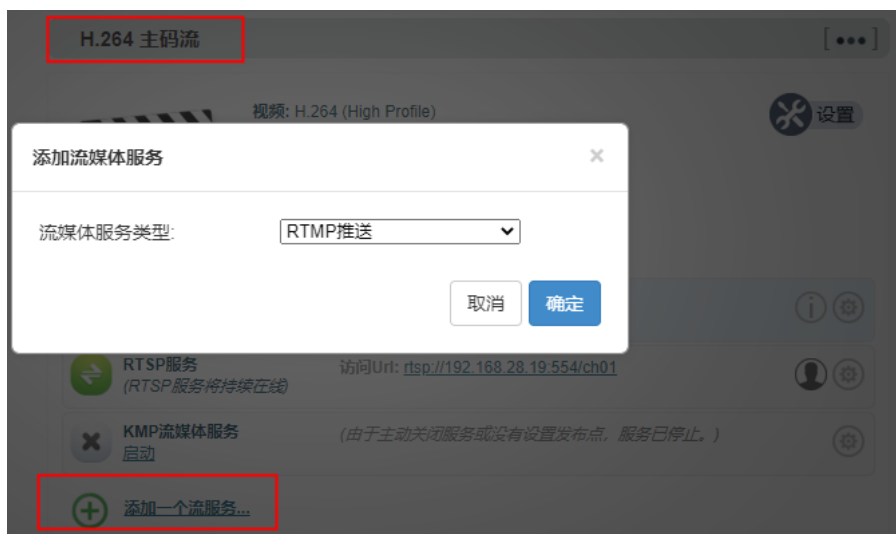 H.264 主码流
[•••]
视频: H.264 (High Profile)
设置
添加流媒体服务
×
流媒体服务类型:
RTMP推送
取消
确定
RTSP服务
访问Url: rtsp://192.168.28.19:554/ch01
(RTSP服务将持续在线)
KMP流媒体服务
(由于主动关闭服务或没有设置发布点，服务已停止。)
启动
添加一个流服务...